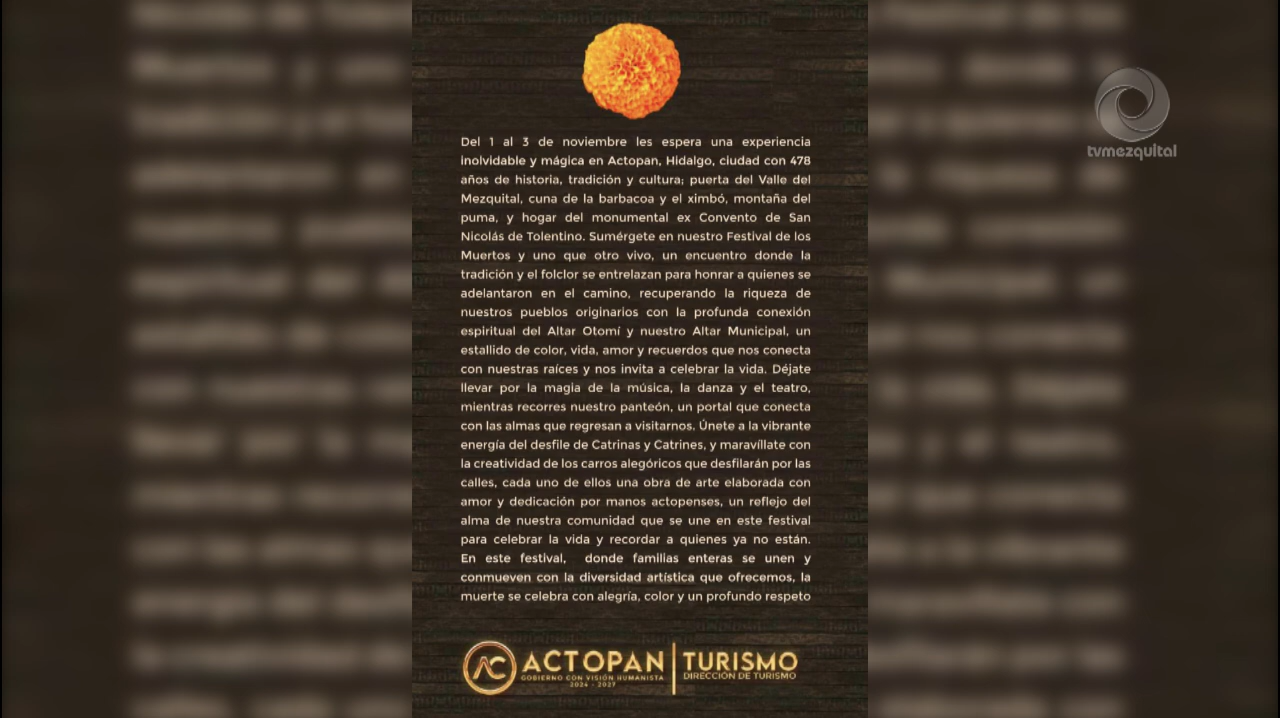 Del 1 al 3 de noviembre les espera una experiencia
inolvidable y mágica en Actopan, Hidalgo, ciudad con 478
años de historia, tradición y cultura; puerta del Valle del
Mezquital, cuna de la barbacoa y el ximbó, montaña del
puma, y hogar del monumental ex Convento de San
Nicolás de Tolentino. Sumérgete en nuestro Festival de los
Muertos y uno que otro vivo, un encuentro donde la
tradición y el folclor se entrelazan para honrar a quienes se
adelantaron en el camino, recuperando la riqueza de
nuestros pueblos originarios con la profunda conexión
espiritual del Altar Otomí y nuestro Altar Municipal, un
estallido de color, vida, amor y recuerdos que nos conecta
con nuestras raíces y nos invita a celebrar la vida. Déjate
llevar por la magia de la música, la danza y el teatro,
mientras recorres nuestro panteón, un portal que conecta
con las almas que regresan a visitarnos. Únete a la vibrante
energía del desfile de Catrinas y Catrines, y maravíllate con
la creatividad de los carros alegóricos que desfilarán por las
calles, cada uno de ellos una obra de arte elaborada con
amor y dedicación por manos actopenses, un reflejo del
alma de nuestra comunidad que se une en este festival
para celebrar la vida y recordar a quienes ya no están.
En este festival, donde familias enteras se unen y
conmueven con la diversidad artística que ofrecemos, la
muerte se celebra con alegría, color y un profundo respeto
tvmezquital
AC ACTOPAN
GOBIERNO CON VISIÓN HUMANISTA
2024 - 2027
TURISMO
DIRECCIÓN DE TURISMO